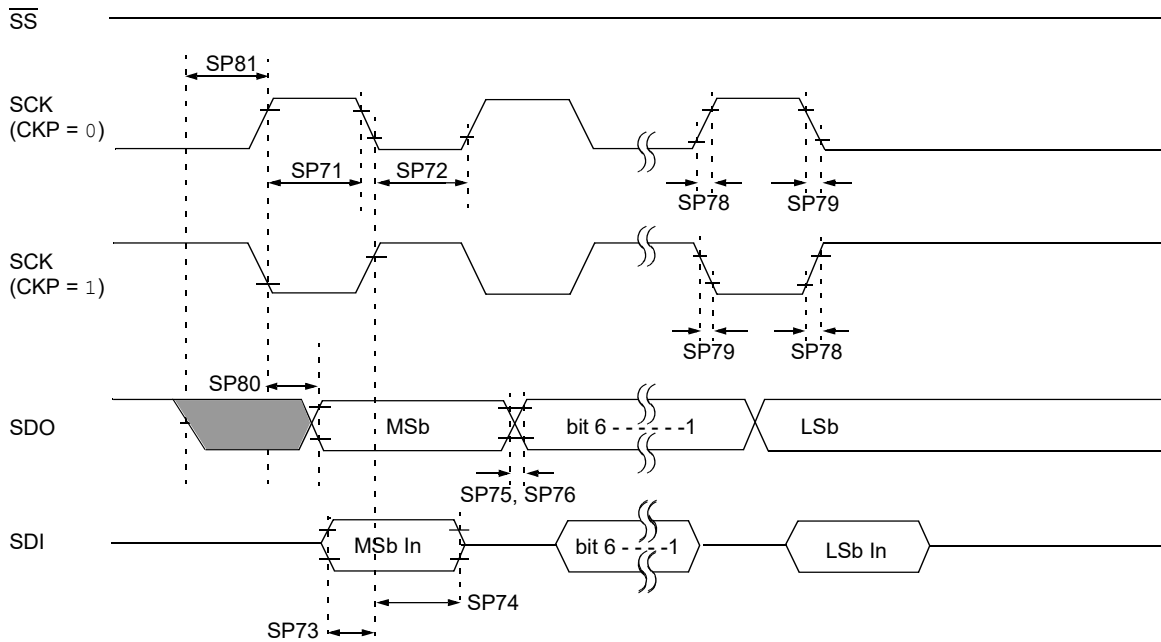 SS
SP81
SCK
(CKP = 0)
SP71
SP72
SP78
SP79
SCK
(CKP = 1)
SP79
SP78
SP80
SDO
MSb
bit 6 - - - - - - -1
LSb
SP75, SP76
SDI
MSb In
bit 6 - - - - -1
LSb In
SP74
SP73